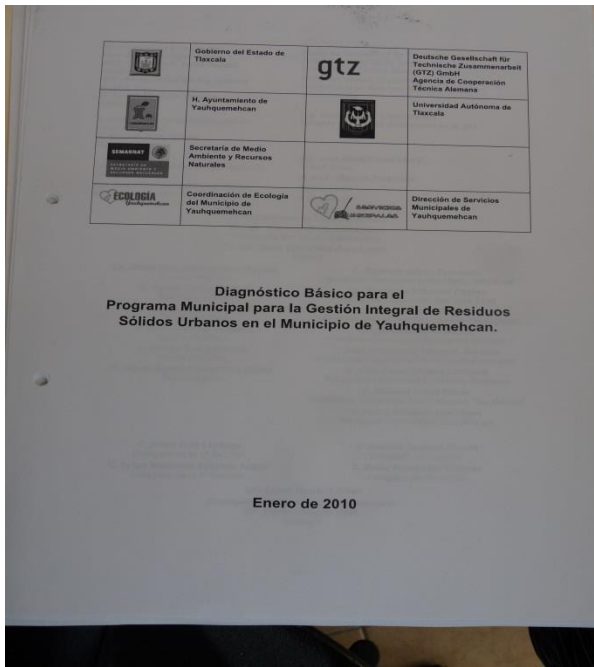 Gobierno del Estado de
Tlaxcala
gtz
Deutsche Gesellschaft für
Technische Zusammenarbeit
(GTZ) GmbH
Agencia de Cooperación
Técnica Alemana
H. Ayuntamiento de
Yauhquemehcan
Universidad Autónoma de
Tlaxcala
SEMARNAT
Secretaría de Medio
Ambiente y Recursos
Naturales
ECOLOGÍA
Yauhquemehcan
Coordinación de Ecología
del Municipio de
Yauhquemehcan
Dirección de Servicios
Municipales de
Yauhquemehcan
Diagnóstico Básico para el
Programa Municipal para la Gestión Integral de Residuos
Sólidos Urbanos en el Municipio de Yauhquemehcan.
Enero de 2010